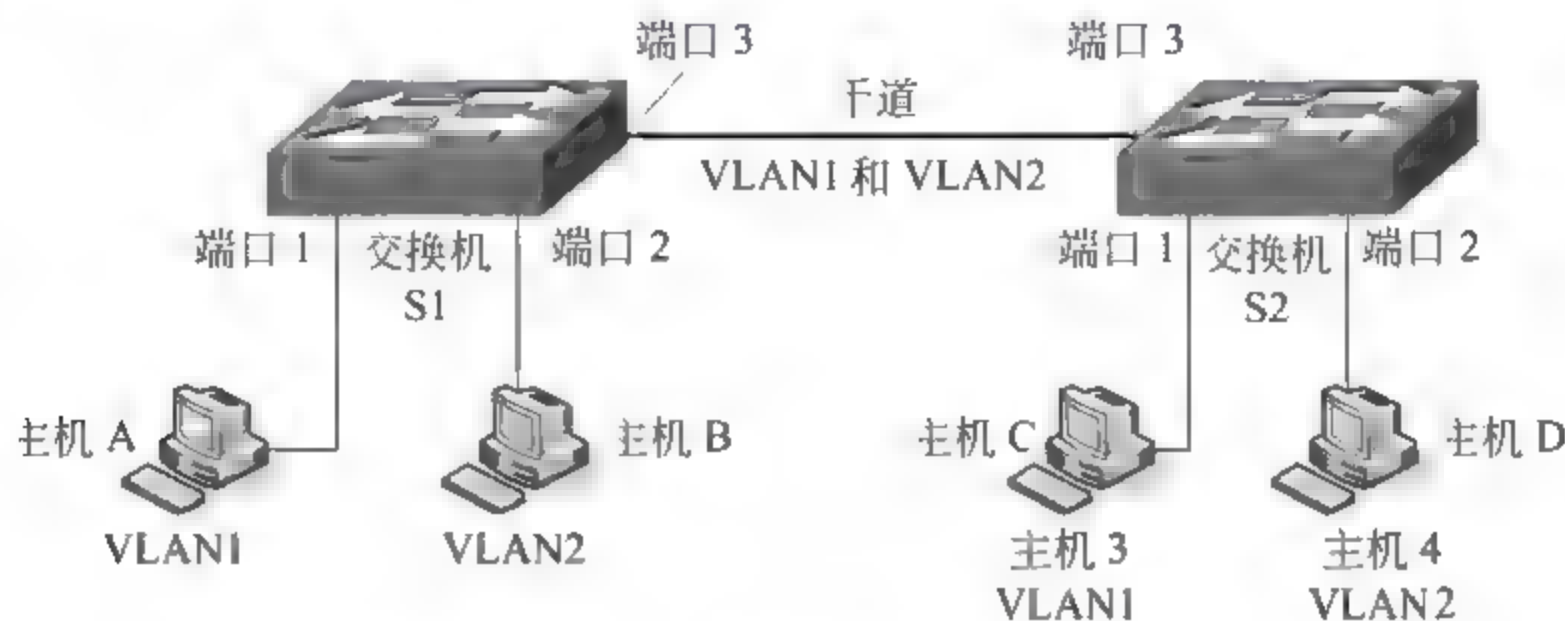 端口 3
端口 3
干道
VLAN1 和 VLAN2
端口 1
交换机
S1
端口 2
端口 1
交换机
S2
端口 2
主机 A
VLAN1
主机 B
VLAN2
主机 C
主机 3
VLAN1
主机 D
主机 4
VLAN2